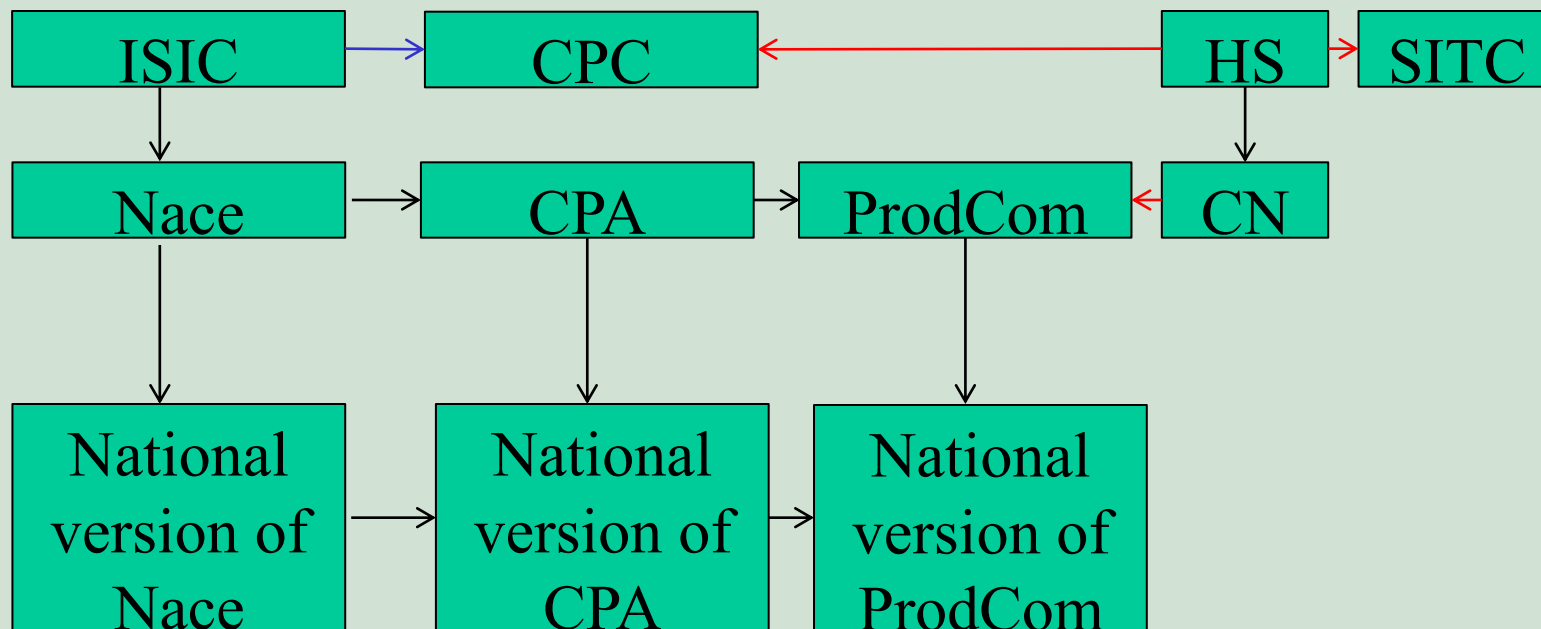 ISIC
CPC
HS
SITC
Nace
CPA
ProdCom
CN
National
version of
Nace
National
version of
CPA
National
version of
ProdCom